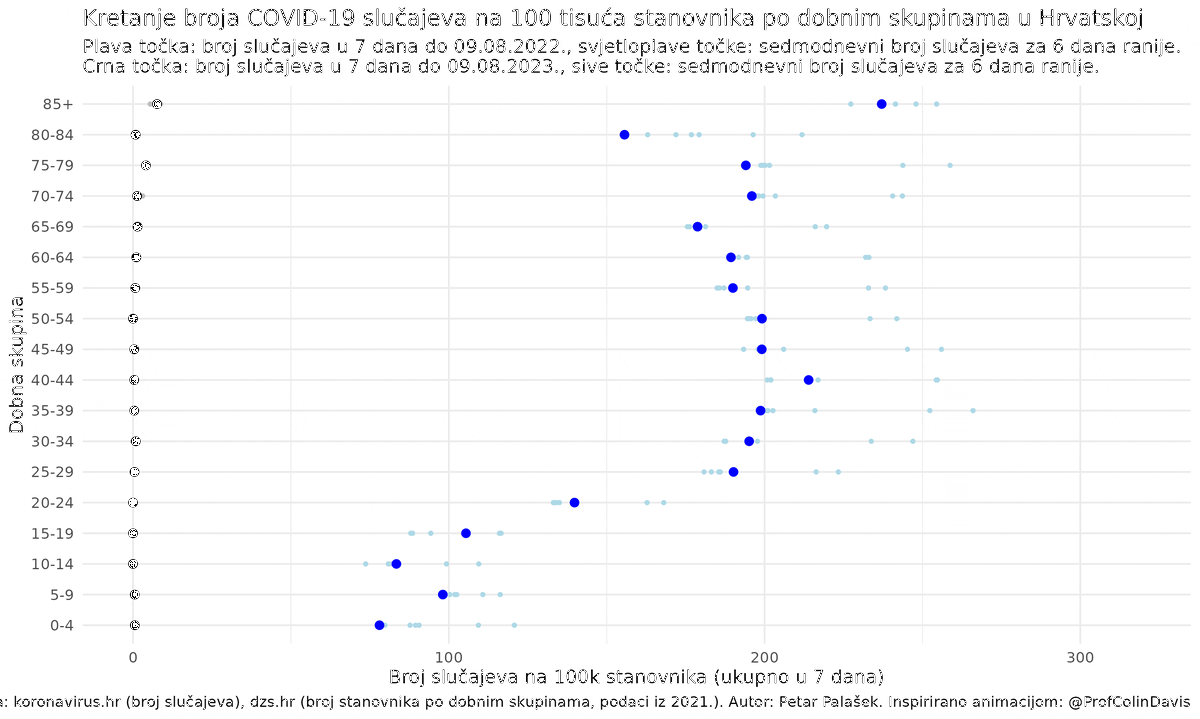 Kretanje broja COVID-19 slučajeva na 100 tisuća stanovnika po dobnim skupinama u Hrvatskoj
Plava točka: broj slučajeva u 7 dana do 09.08.2022., svjetloplave točke: sedmodnevni broj slučajeva za 6 dana ranije.
Crna točka: broj slučajeva u 7 dana do 09.08.2023., sive točke: sedmodnevni broj slučajeva za 6 dana ranije.
Dobna skupina
85+
80-84
75-79
70-74
65-69
60-64
55-59
50-54
45-49
40-44
35-39
30-34
25-29
20-24
15-19
10-14
5-9
0-4
0 100 200 300
Broj slučajeva na 100k stanovnika (ukupno u 7 dana)
a: koronavirus.hr (broj slučajeva), dzs.hr (broj stanovnika po dobnim skupinama, podaci iz 2021.). Autor: Petar Palašek. Inspirirano animacijom: @ProfColinDavis